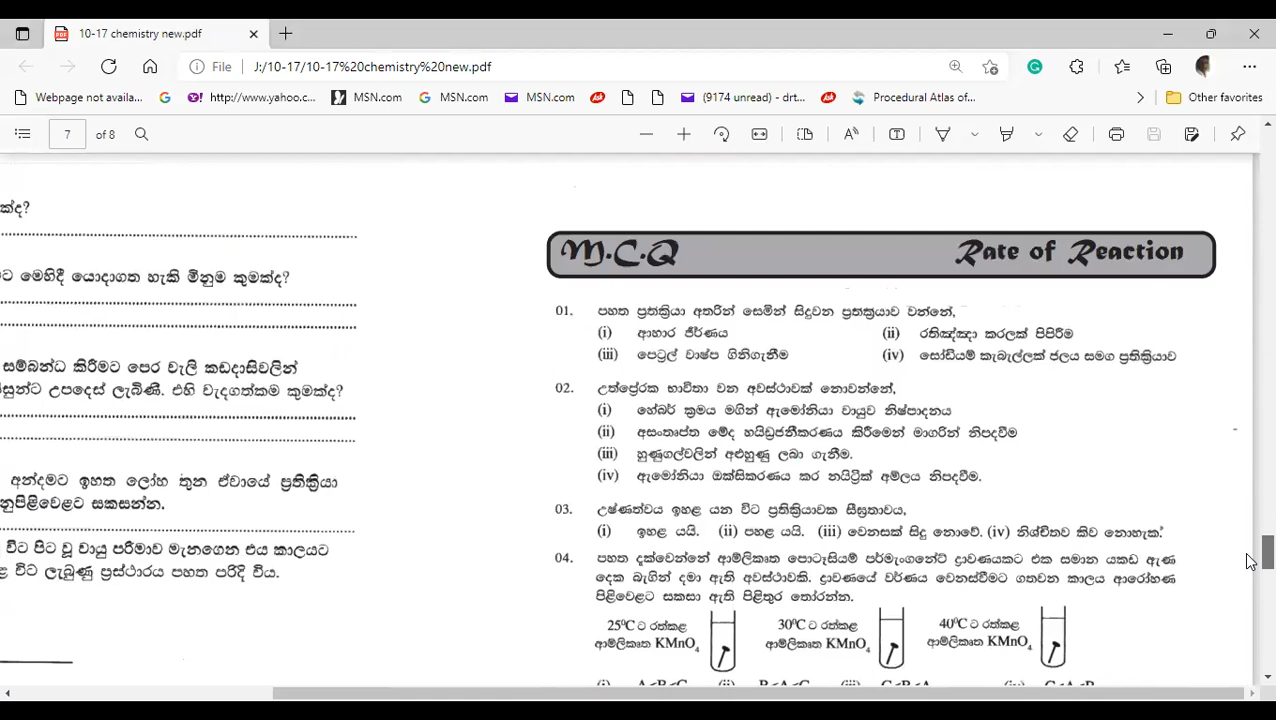 10-17 chemistry new.pdf
File J:/10-17/10-17%20chemistry%20new.pdf
Webpage not availa... http://www.yahoo.c... MSN.com MSN.com MSN.com (9174 unread) - drt... Procedural Atlas of... Other favorites
7 of 8
ක්ද?
ට මෙහිදී යොදාගත හැකි මිනුම කුමක්ද?
සම්බන්ධ කිරීමට පෙර වැලි කඩදාසිවලින්
සුන්ට උපදෙස් ලැබිණී. එහි වැදගත්කම කුමක්ද?
අන්දමට ඉහත ලෝහ තුන ඒවායේ ප්‍රතික්‍රියා
නුපිළිවෙළට සකසන්න.
විට පිට වූ වායු පරිමාව මැනගෙන එය කාලයට
ළ විට ලැබුණු ප්‍රස්ථාරය පහත පරිදි විය.
M.C.Q Rate of Reaction
01. පහත ප්‍රතික්‍රියා අතරින් සෙමින් සිදුවන ප්‍රතික්‍රියාව වන්නේ,
(i) ආහාර ජීර්ණය (ii) රතිඤ්ඤා කරලක් පිපිරීම
(iii) පෙට්‍රල් වාෂ්ප ගිනිගැනීම (iv) සෝඩියම් කැබැල්ලක් ජලය සමග ප්‍රතික්‍රියාව
02. උත්ප්‍රේරක භාවිතා වන අවස්ථාවක් නොවන්නේ,
(i) හේබර් ක්‍රමය මගින් ඇමෝනියා වායුව නිෂ්පාදනය
(ii) අසංතෘප්ත මේද හයිඩ්‍රජනීකරණය කිරීමෙන් මාගරින් නිපදවීම
(iii) හුණුගල්වලින් අළුහුණු ලබා ගැනීම.
(iv) ඇමෝනියා ඔක්සිකරණය කර නයිට්‍රික් අම්ලය නිපදවීම.
03. උෂ්ණත්වය ඉහළ යන විට ප්‍රතික්‍රියාවක සීඝ්‍රතාවය,
(i) ඉහළ යයි. (ii) පහළ යයි. (iii) වෙනසක් සිදු නොවේ. (iv) නිශ්චිතව කිව නොහැක.
04. පහත දැක්වෙන්නේ ආම්ලිකෘත පොටෑසියම් පර්මැංගනේට් ද්‍රාවණයකට එක සමාන යකඩ ඇණ
දෙක බැගින් දමා ඇති අවස්ථාවකි. ද්‍රාවණයේ වර්ණය වෙනස්වීමට ගතවන කාලය ආරෝහණ
පිළිවෙළට සකසා ඇති පිළිතුර තෝරන්න.
25⁰C ට රත්කළ 30⁰C ට රත්කළ 40⁰C ට රත්කළ
ආම්ලිකෘත KMnO₄ ආම්ලිකෘත KMnO₄ ආම්ලිකෘත KMnO₄